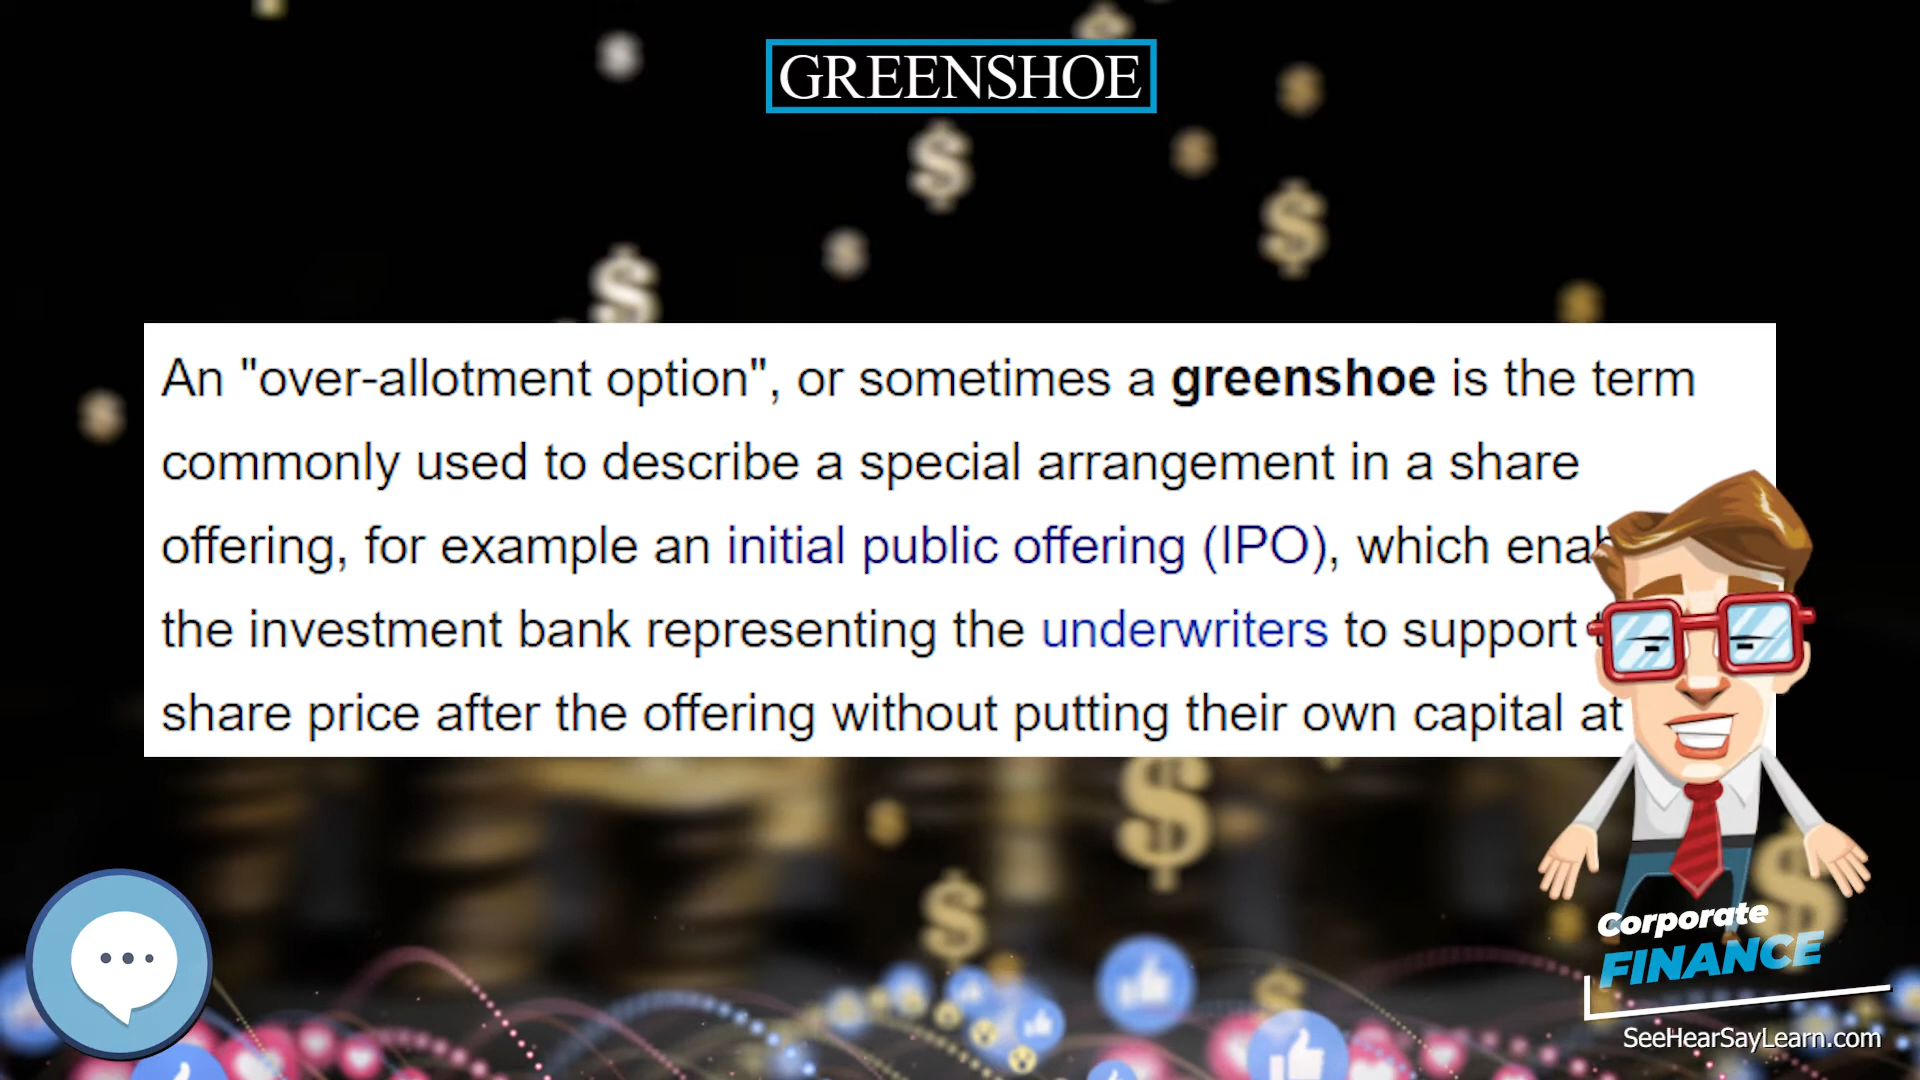 GREENSHOE
An "over-allotment option", or sometimes a greenshoe is the term
commonly used to describe a special arrangement in a share
offering, for example an initial public offering (IPO), which
the investment bank representing the underwriters to support
share price after the offering without putting their own capital at
Corporate
FINANCE
SeeHearSayLearn.com